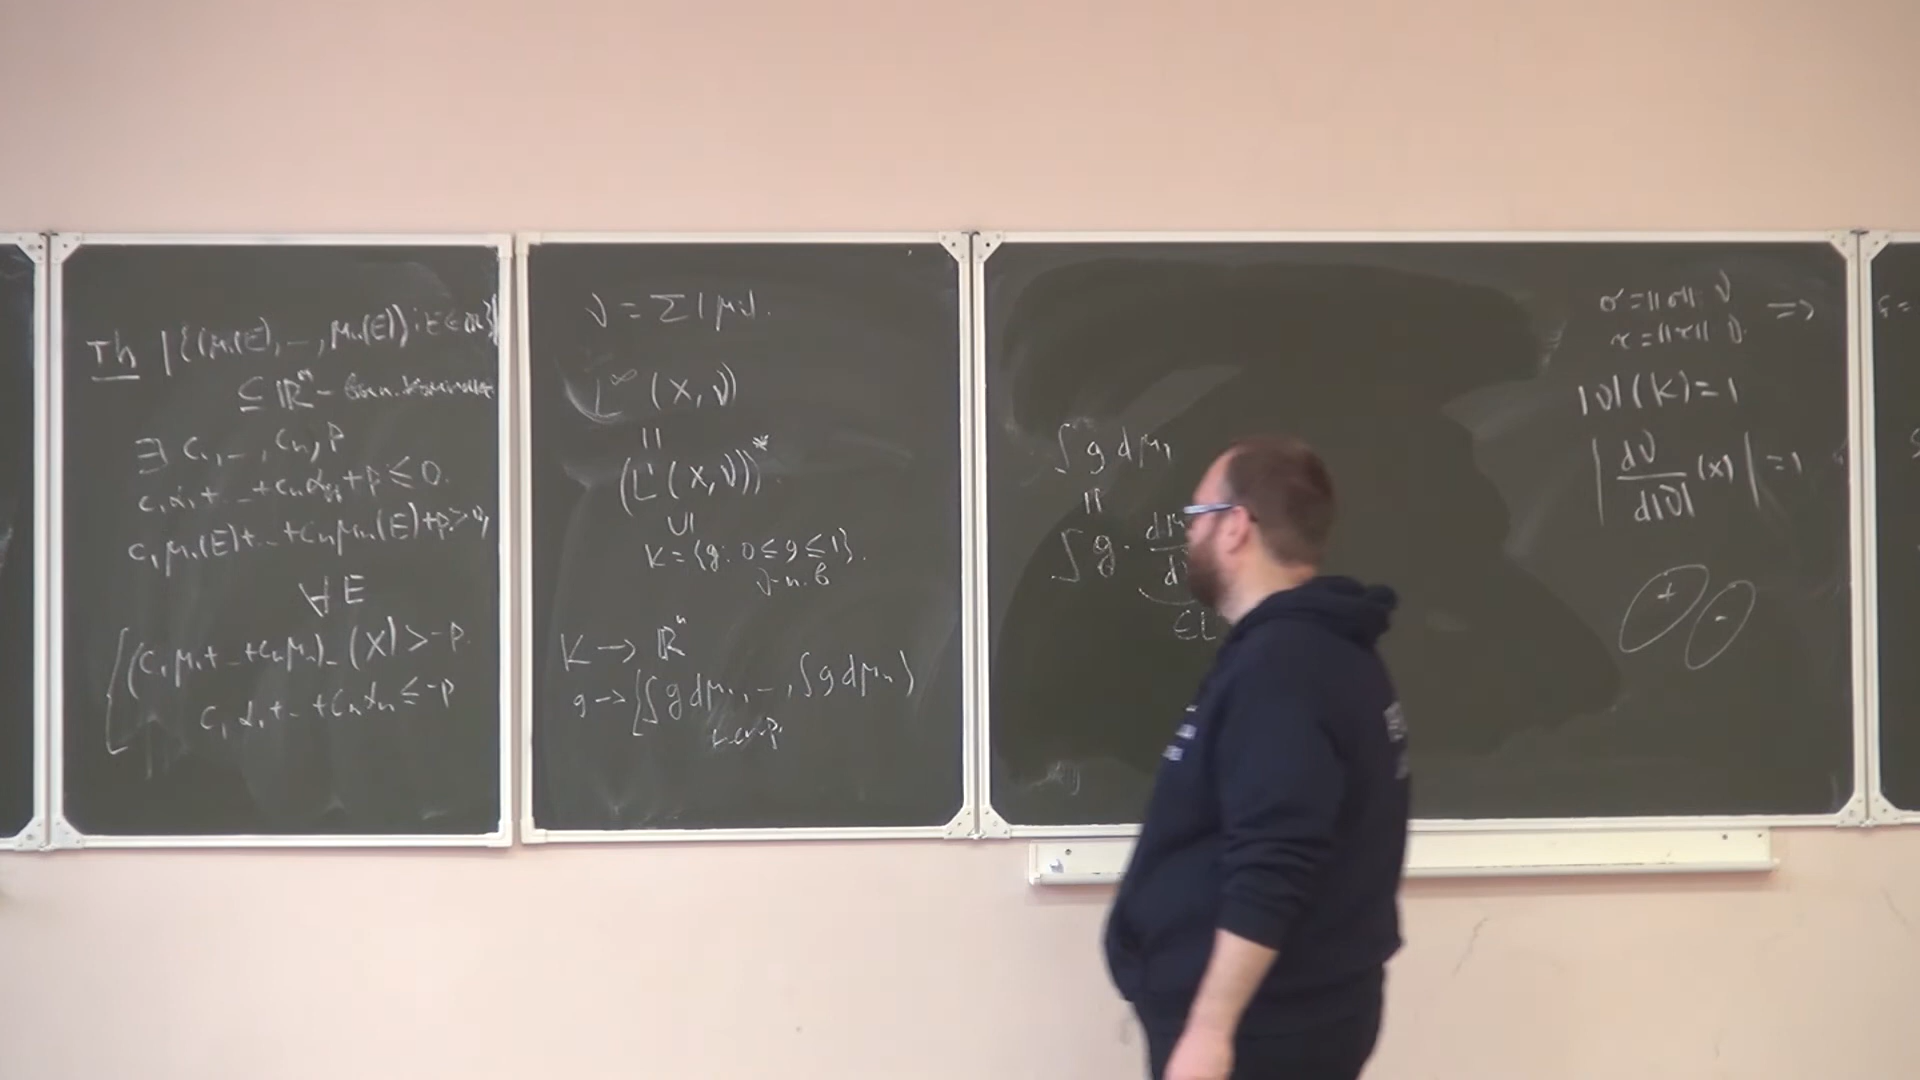 Th {(μ₁(E), ..., μₙ(E)) : E ∈ }
⊆ ℝⁿ -
∃ c₁, ..., cₙ, p
c₁α₁ + ... + cₙαₙ + p ≤ 0.
c₁μ₁(E) + ... + cₙμₙ(E) + p > 0,
∀ E
(c₁μ₁ + ... + cₙμₙ)₋(X) > -p.
c₁α₁ + ... + cₙαₙ ≤ -p
ν = Σ|μᵢ|.
L^∞ (X, ν)
||
(L¹(X, ν))*
∪|
K = {g: 0 ≤ g ≤ 1}.
ν-п. в
K → ℝⁿ
g → (∫g dμ₁, ..., ∫g dμₙ)
∫g dμ₁
||
∫g · dμ
d
∈L
σ = ||σ|| ν
τ = ||τ|| ν. ⇒
|ν|(K) = 1
|dν/d|ν| (x)| = 1
+
-